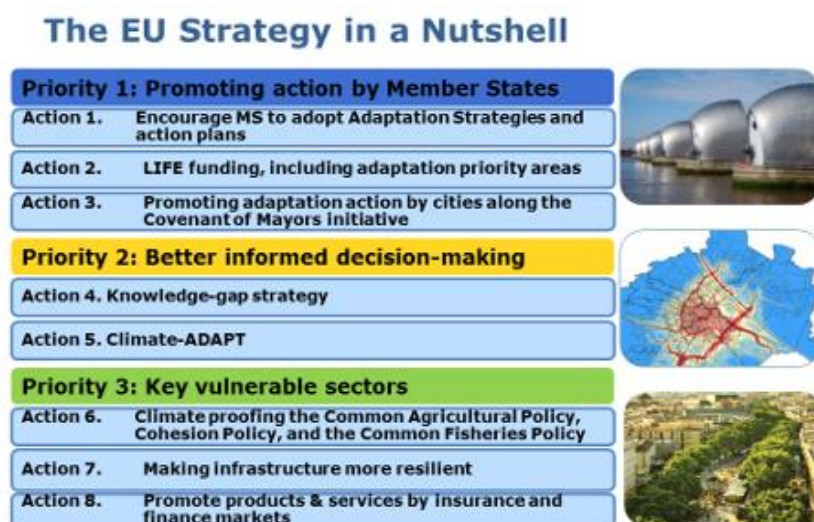 The EU Strategy in a Nutshell
Priority 1: Promoting action by Member States
Action 1. Encourage MS to adopt Adaptation Strategies and
action plans
Action 2. LIFE funding, including adaptation priority areas
Action 3. Promoting adaptation action by cities along the
Covenant of Mayors initiative
Priority 2: Better informed decision-making
Action 4. Knowledge-gap strategy
Action 5. Climate-ADAPT
Priority 3: Key vulnerable sectors
Action 6. Climate proofing the Common Agricultural Policy,
Cohesion Policy, and the Common Fisheries Policy
Action 7. Making infrastructure more resilient
Action 8. Promote products & services by insurance and
finance markets